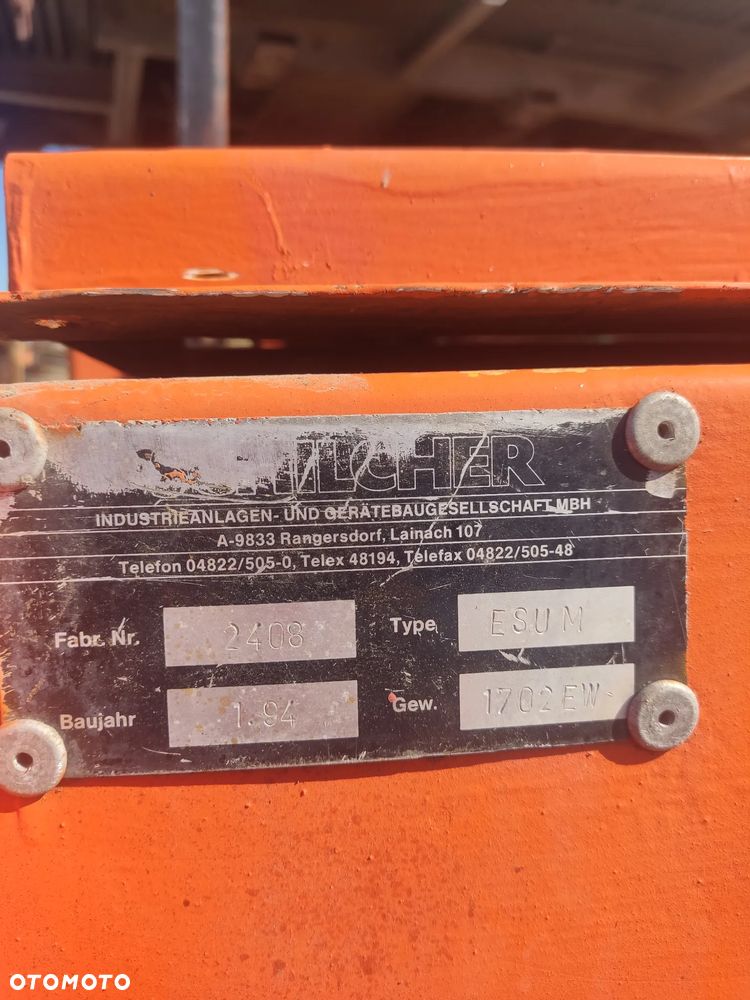 HILCHER
INDUSTRIEANLAGEN- UND GERÄTEBAUGESELLSCHAFT MBH
A-9833 Rangersdorf, Lainach 107
Telefon 04822/505-0, Telex 48194, Telefax 04822/505-48
Fabr. Nr. 2408 Type ESUM
Baujahr 1.94 Gew. 1702EW
OTOMOTO